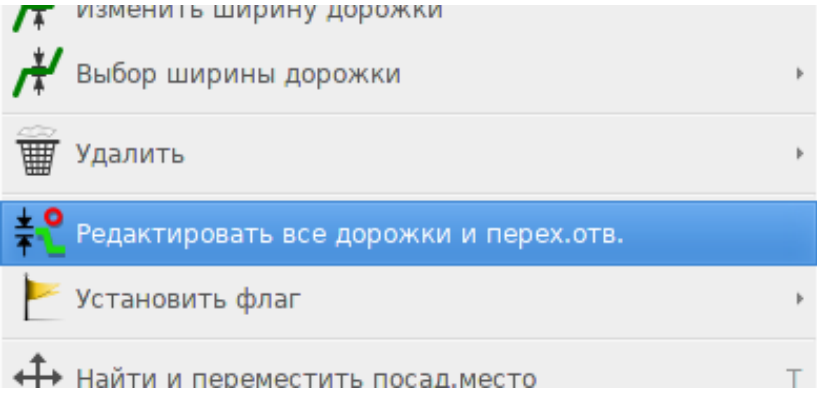 Изменить ширину дорожки
Выбор ширины дорожки
Удалить
Редактировать все дорожки и перех.отв.
Установить флаг
Найти и переместить посад.место T